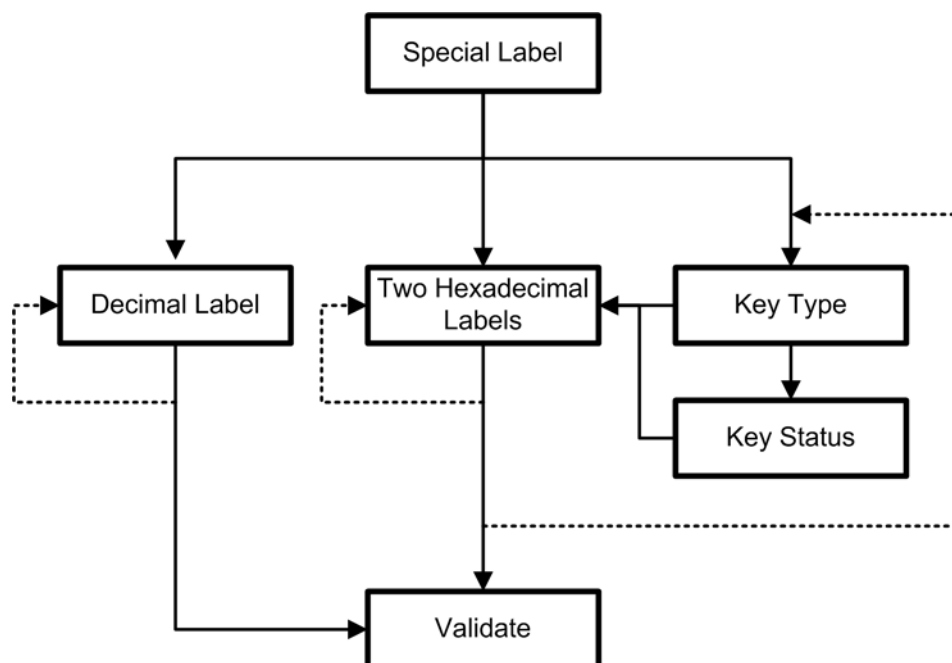 Special Label
Decimal Label
Two Hexadecimal
Labels
Key Type
Key Status
Validate